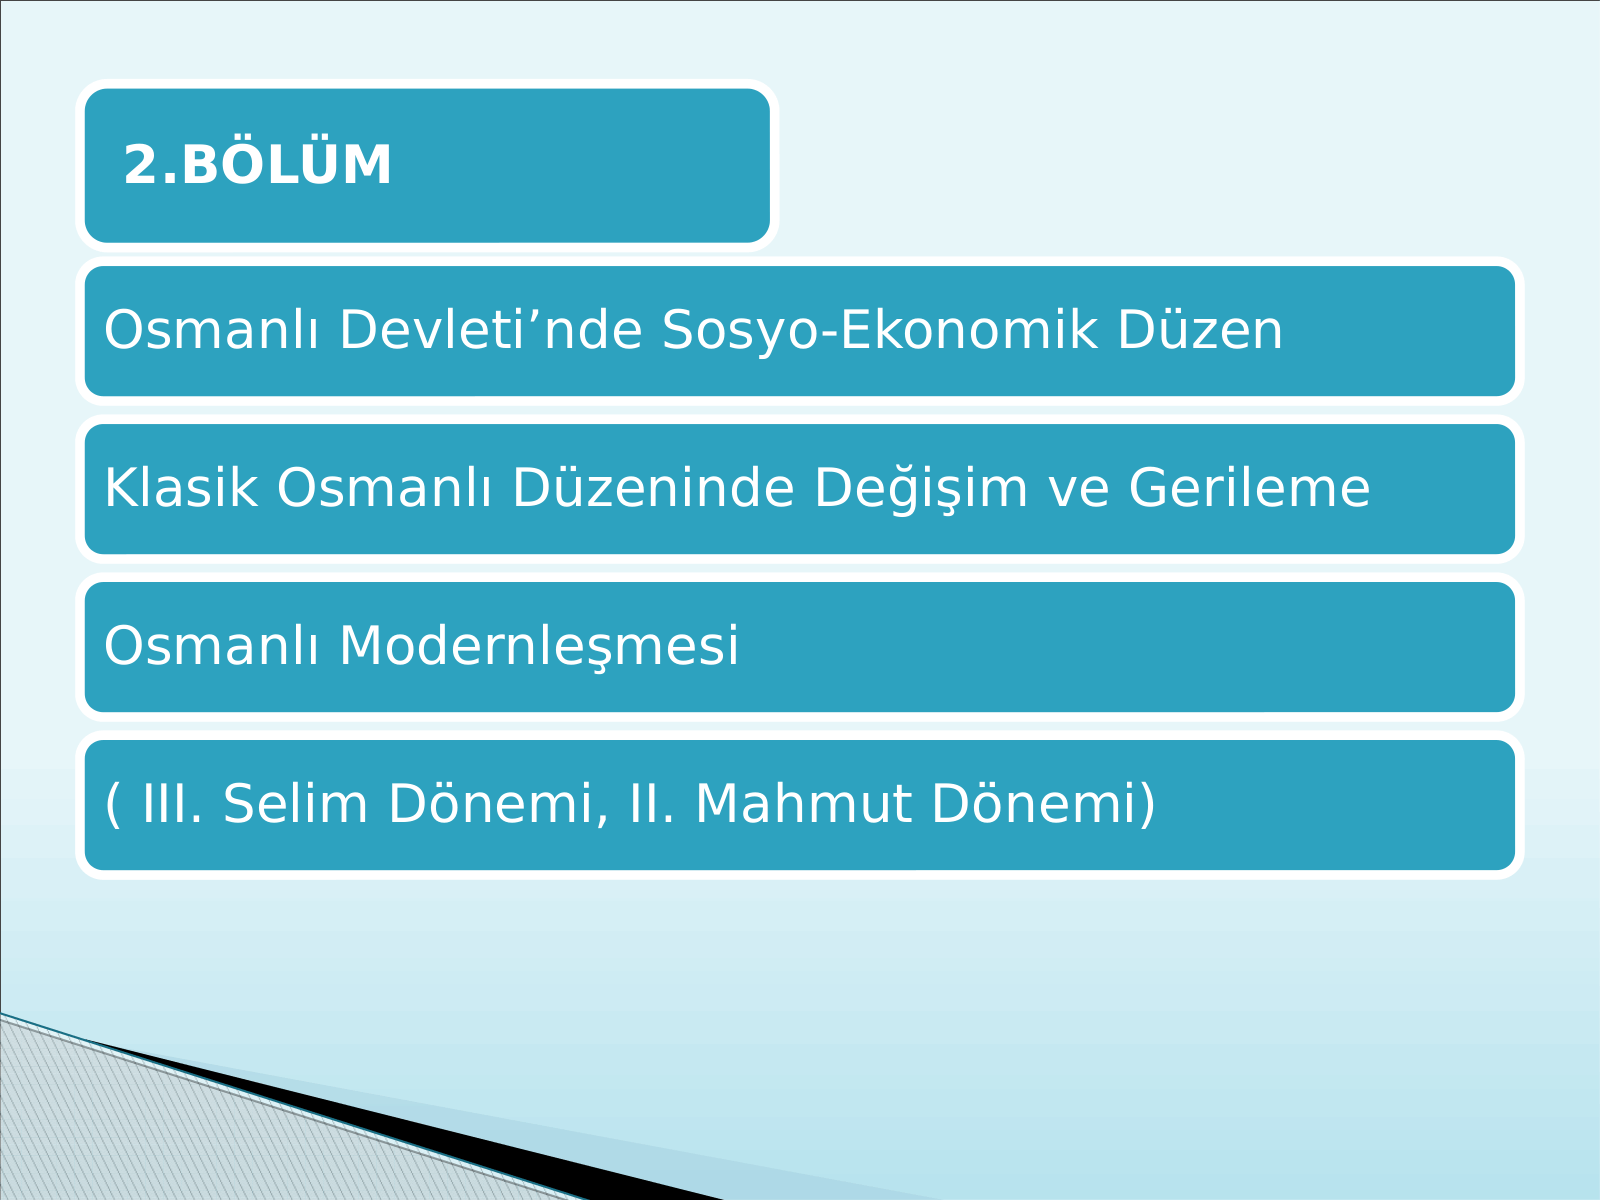 2.BÖLÜM
Osmanlı Devleti’nde Sosyo-Ekonomik Düzen
Klasik Osmanlı Düzeninde Değişim ve Gerileme
Osmanlı Modernleşmesi
( III. Selim Dönemi, II. Mahmut Dönemi)